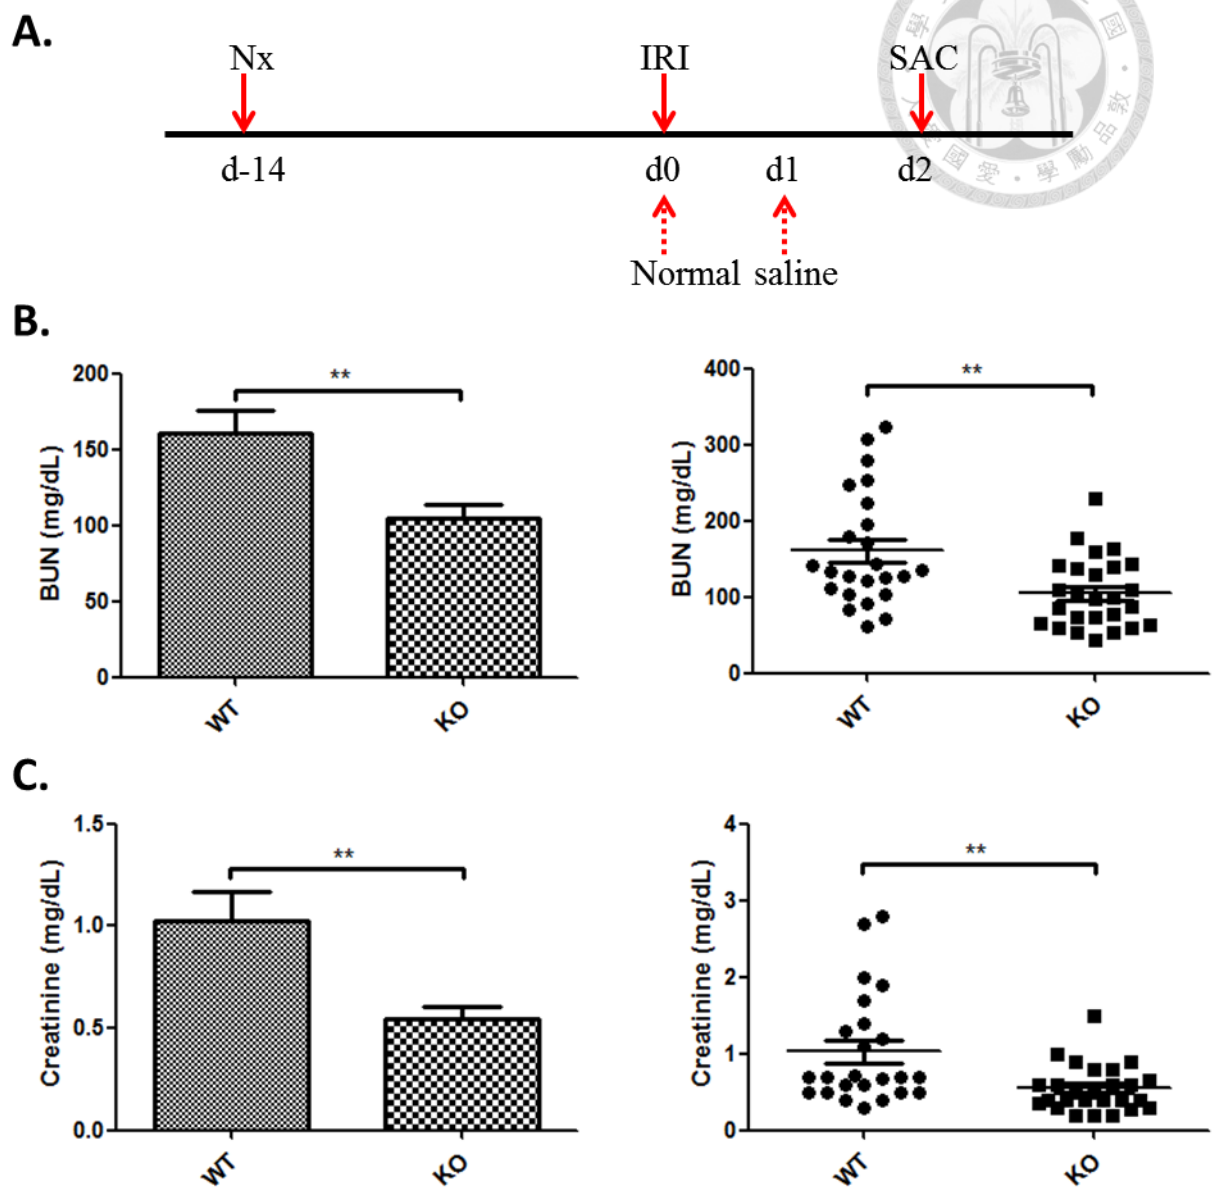 A.
Nx IRI SAC
d-14 d0 d1 d2
Normal saline
B.
200
150
100
50
0
BUN (mg/dL)
**
WT KO
400
300
200
100
0
BUN (mg/dL)
**
WT KO
C.
1.5
1.0
0.5
0.0
Creatinine (mg/dL)
**
WT KO
4
3
2
1
0
Creatinine (mg/dL)
**
WT KO